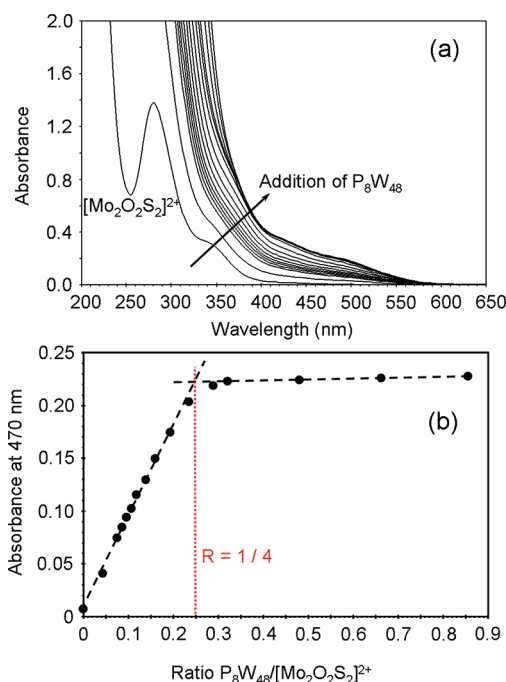 (a)
2.0
1.6
1.2
0.8
0.4
0.0
Absorbance
[Mo₂O₂S₂]²⁺
Addition of P₈W₄₈
200 250 300 350 400 450 500 550 600 650
Wavelength (nm)
(b)
0.25
0.20
0.15
0.10
0.05
0
Absorbance at 470 nm
R = 1 / 4
0 0.1 0.2 0.3 0.4 0.5 0.6 0.7 0.8 0.9
Ratio P₈W₄₈/[Mo₂O₂S₂]²⁺